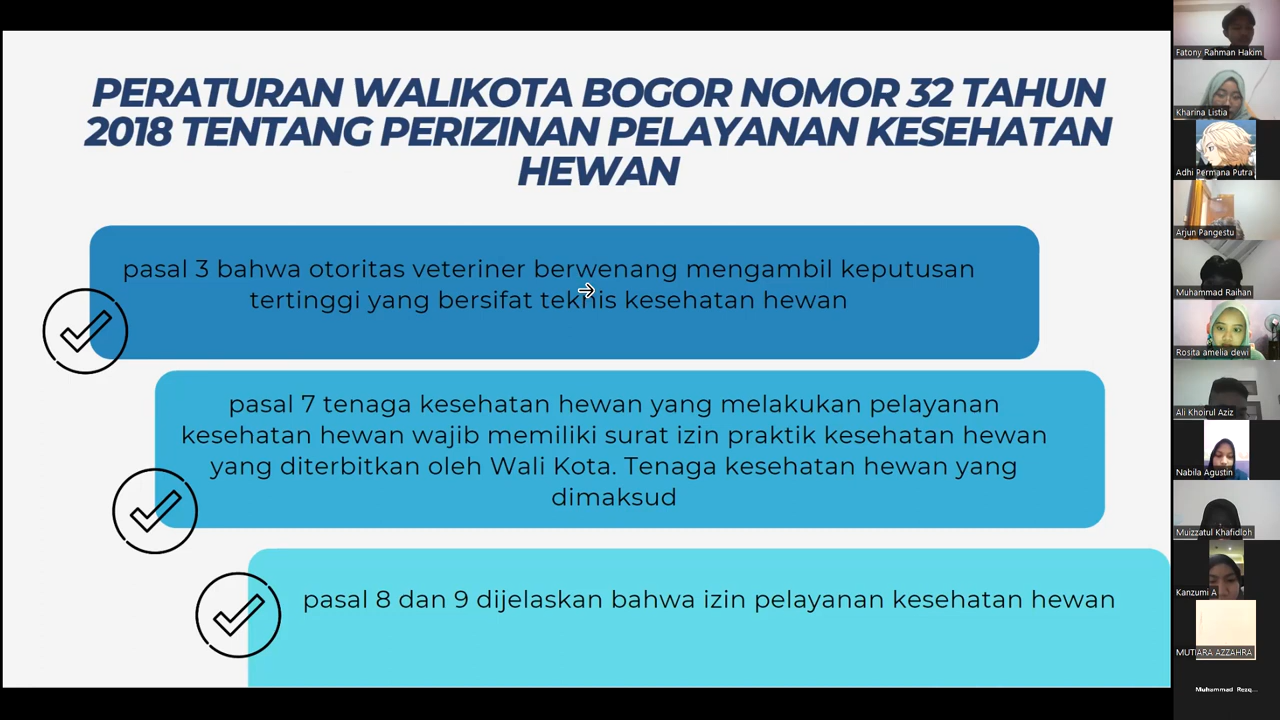 PERATURAN WALIKOTA BOGOR NOMOR 32 TAHUN
2018 TENTANG PERIZINAN PELAYANAN KESEHATAN
HEWAN
pasal 3 bahwa otoritas veteriner berwenang mengambil keputusan
tertinggi yang bersifat teknis kesehatan hewan
pasal 7 tenaga kesehatan hewan yang melakukan pelayanan
kesehatan hewan wajib memiliki surat izin praktik kesehatan hewan
yang diterbitkan oleh Wali Kota. Tenaga kesehatan hewan yang
dimaksud
pasal 8 dan 9 dijelaskan bahwa izin pelayanan kesehatan hewan
Fatony Rahman Hakim
Kharina Listia
Adhi Permana Putra
Arjun Pangestu
Muhammad Raihan
Rosita amelia dewi
Ali Khoirul Aziz
Nabila Agustin
Muizzatul Khafidloh
Kanzumi A
MUTIARA AZZAHRA
Muhammad Rezq...